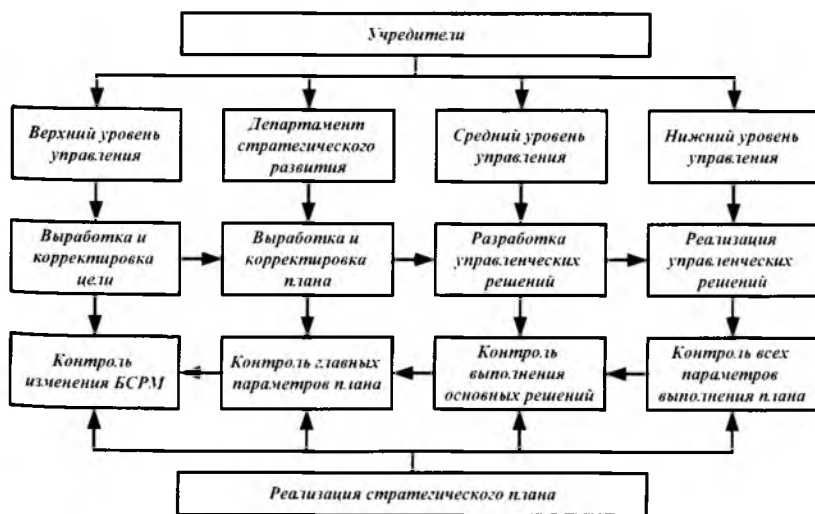 Учредители
Верхний уровень
управления
Департамент
стратегического
развития
Средний уровень
управления
Нижний уровень
управления
Выработка и
корректировка
цели
Выработка и
корректировка
плана
Разработка
управленческих
решений
Реализация
управленческих
решений
Контроль
изменения БСРМ
Контроль главных
параметров плана
Контроль
выполнения
основных решений
Контроль всех
параметров
выполнения плана
Реализация стратегического плана